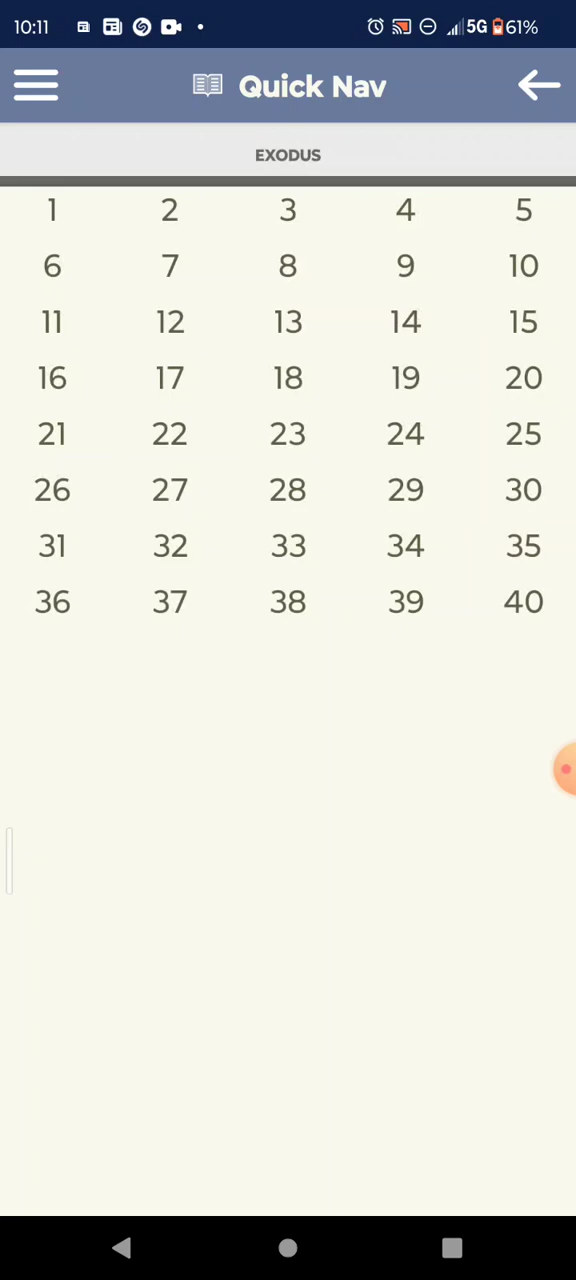 10:11 5G 61%
Quick Nav
EXODUS
1 2 3 4 5
6 7 8 9 10
11 12 13 14 15
16 17 18 19 20
21 22 23 24 25
26 27 28 29 30
31 32 33 34 35
36 37 38 39 40